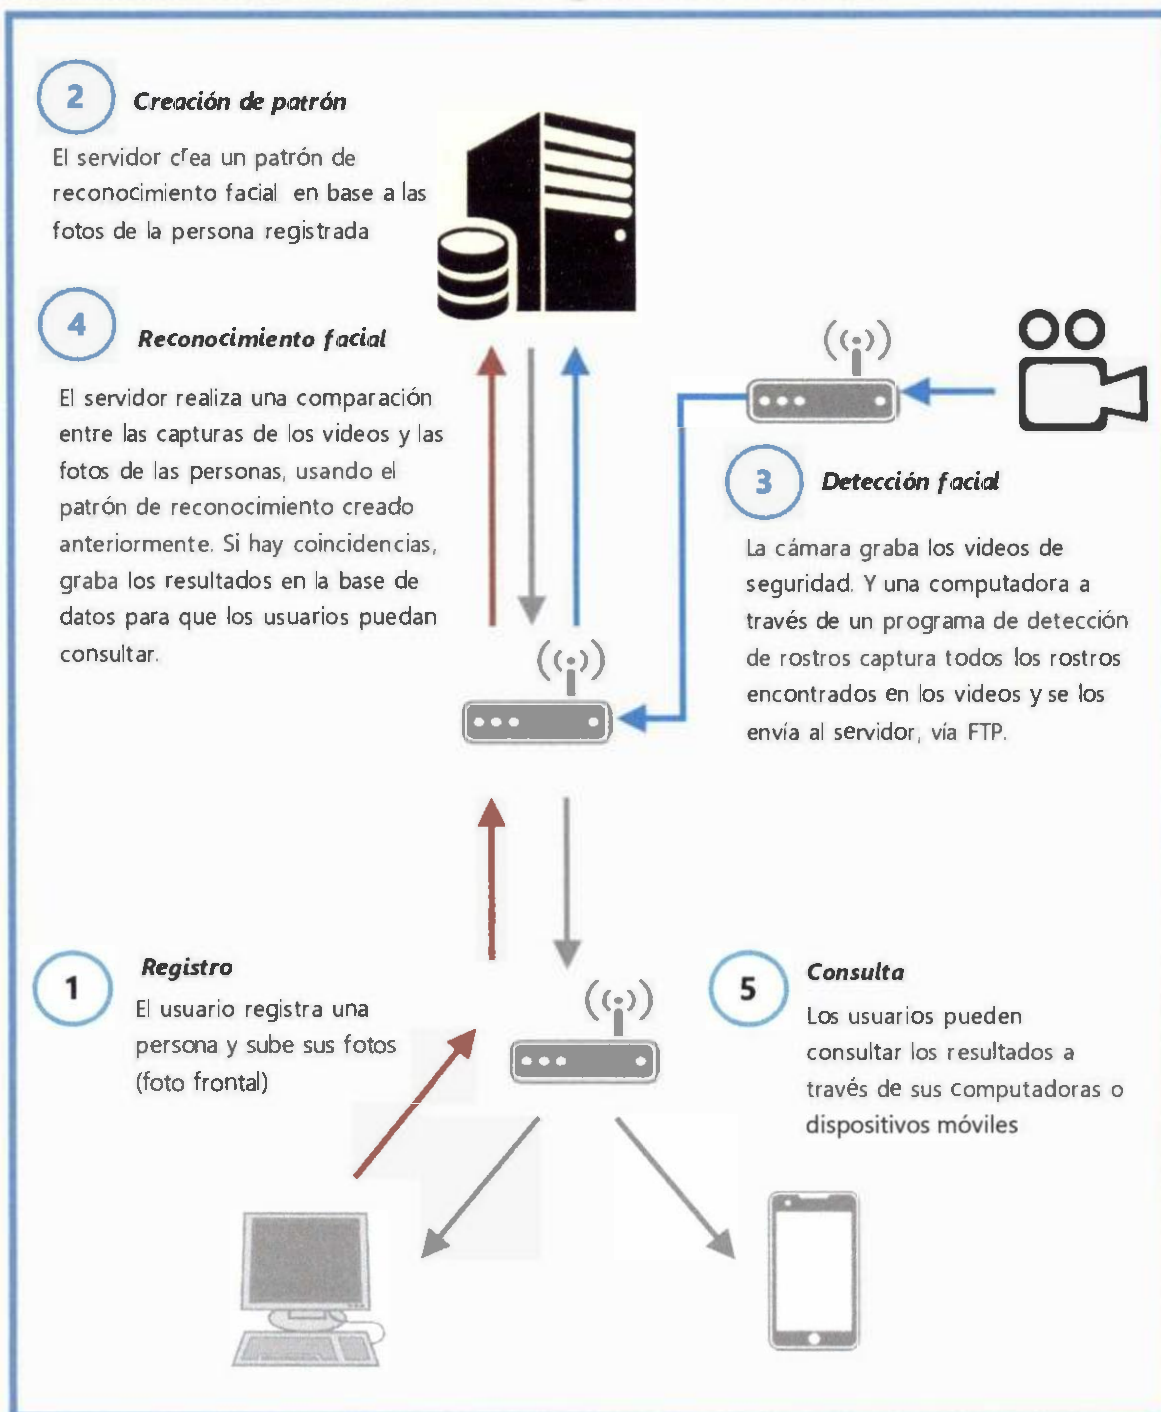 2
Creación de patrón
El servidor crea un patrón de
reconocimiento facial en base a las
fotos de la persona registrada
4
Reconocimiento facial
El servidor realiza una comparación
entre las capturas de los videos y las
fotos de las personas, usando el
patrón de reconocimiento creado
anteriormente. Si hay coincidencias,
graba los resultados en la base de
datos para que los usuarios puedan
consultar.
3
Detección facial
La cámara graba los videos de
seguridad. Y una computadora a
través de un programa de detección
de rostros captura todos los rostros
encontrados en los videos y se los
envía al servidor, vía FTP.
1
Registro
El usuario registra una
persona y sube sus fotos
(foto frontal)
5
Consulta
Los usuarios pueden
consultar los resultados a
través de sus computadoras o
dispositivos móviles